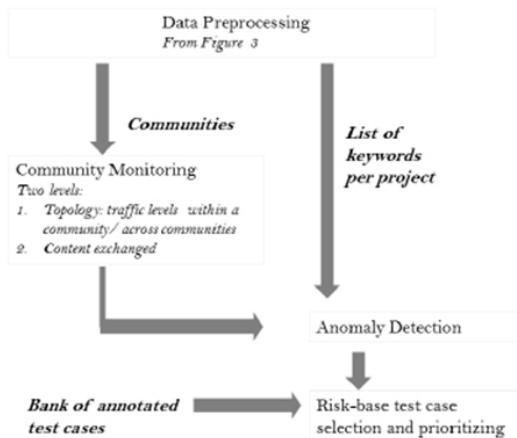 Data Preprocessing
From Figure 3
Communities
List of
keywords
per project
Community Monitoring
Two levels:
1. Topology: traffic levels within a
community/ across communities
2. Content exchanged
Anomaly Detection
Bank of annotated
test cases
Risk-base test case
selection and prioritizing